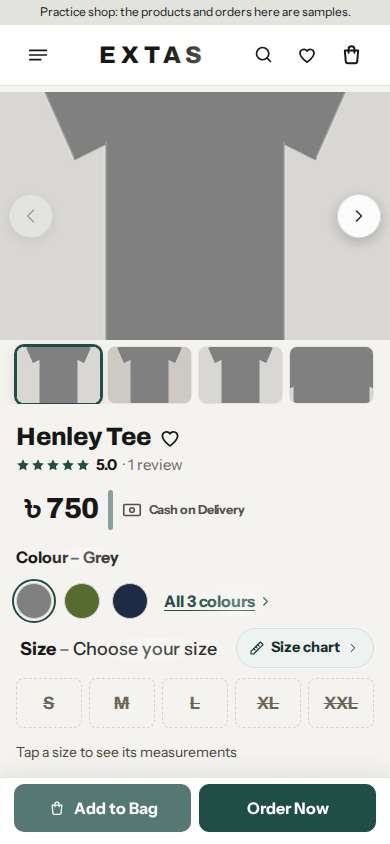 Practice shop: the products and orders here are samples.
EXTAS
Henley Tee
5.0 · 1 review
৳ 750
Cash on Delivery
Colour – Grey
All 3 colours
Size – Choose your size
Size chart
S M L XL XXL
Tap a size to see its measurements
Add to Bag
Order Now